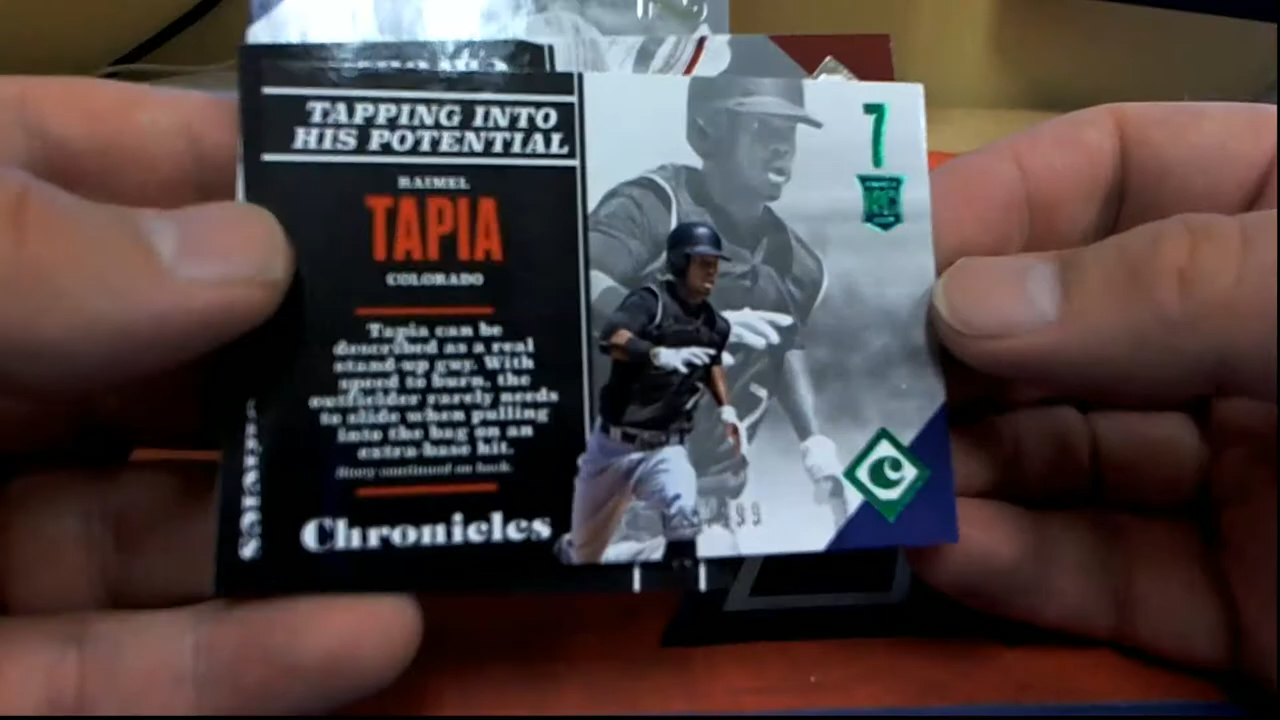 TAPPING INTO
HIS POTENTIAL
RAIMEL
TAPIA
COLORADO
Tapia can be
described as a real
stand-up guy. With
speed to burn, the
outfielder rarely needs
to slide when pulling
into the bag on an
extra-base hit.
Story continued on back.
Chronicles
7
RC
C